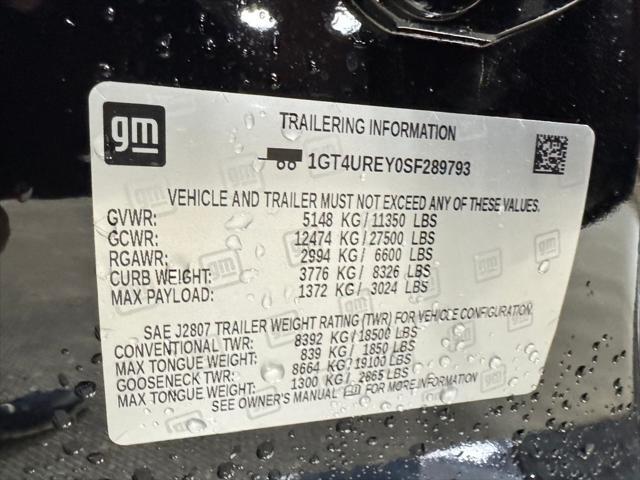 gm
TRAILERING INFORMATION
1GT4UREY0SF289793
VEHICLE AND TRAILER MUST NOT EXCEED ANY OF THESE VALUES.
GVWR: 5148 KG/11350 LBS
GCWR: 12474 KG/27500 LBS
RGAWR: 2994 KG/6600 LBS
CURB WEIGHT: 3776 KG/8326 LBS
MAX PAYLOAD: 1372 KG/3024 LBS
SAE J2807 TRAILER WEIGHT RATING (TWR) FOR VEHICLE CONFIGURATION.
CONVENTIONAL TWR: 8392 KG/18500 LBS
MAX TONGUE WEIGHT: 839 KG/1850 LBS
GOOSENECK TWR: 8664 KG/19100 LBS
MAX TONGUE WEIGHT: 1300 KG/2865 LBS
SEE OWNER'S MANUAL FOR MORE INFORMATION